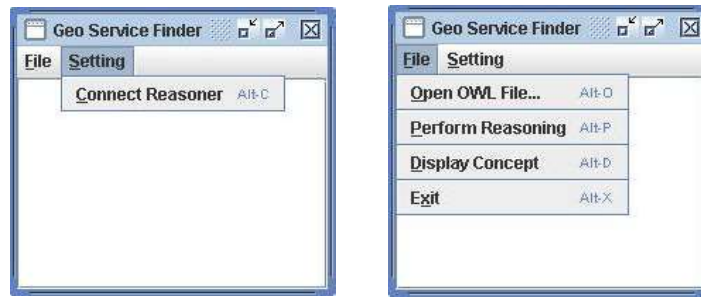 Geo Service Finder
File Setting
Connect Reasoner Alt-C
Geo Service Finder
File Setting
Open OWL File... Alt-O
Perform Reasoning Alt-P
Display Concept Alt-D
Exit Alt-X